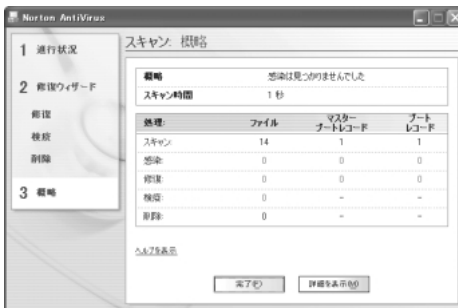 Norton AntiVirus
1 進行状況
2 修復ウィザード
修復
検疫
削除
3 概略
スキャン: 概略
概略 感染は見つかりませんでした
スキャン時間 1 秒
処理: ファイル マスター ブートレコード ブート レコード
スキャン: 14 1 1
感染: 0 0 0
修復: 0 0 0
検疫: 0 - -
削除: 0 - -
ヘルプを表示
完了(F) 詳細を表示(M)